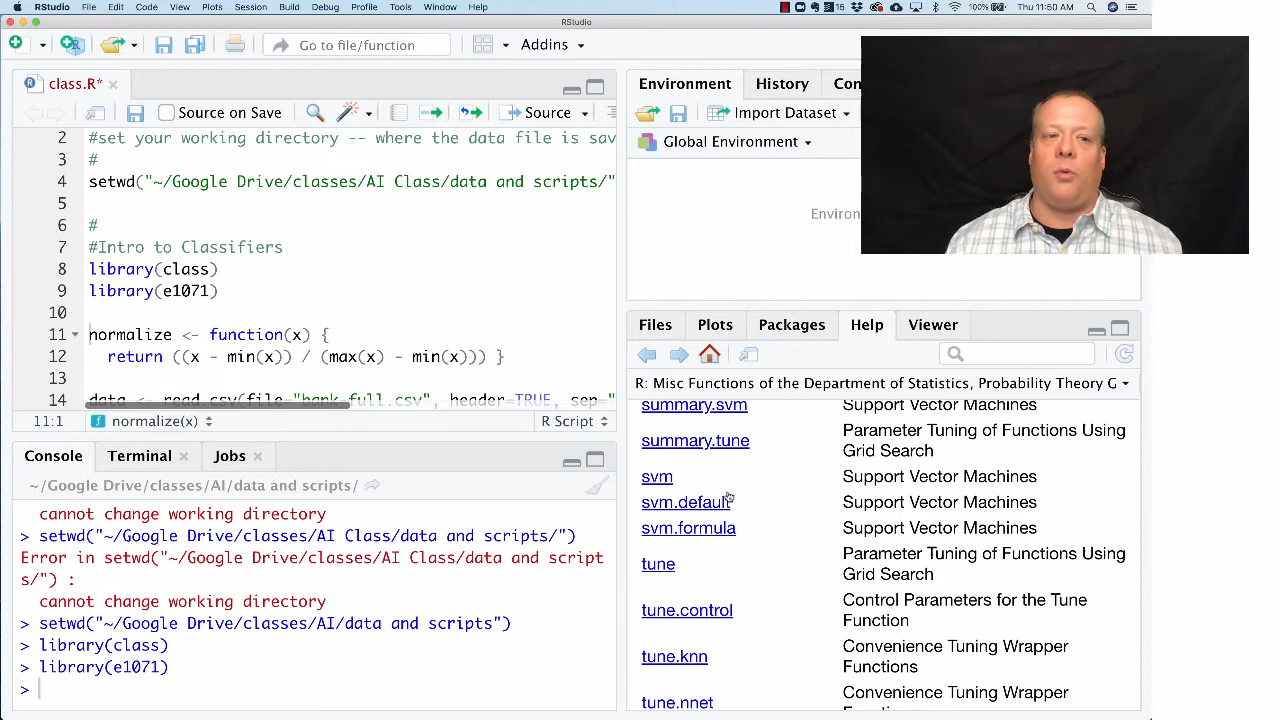 RStudio File Edit Code View Plots Session Build Debug Profile Tools Window Help
15
100%
Thu 11:50 AM
RStudio
Go to file/function
Addins
class.R*
Source on Save
Source
2 #set your working directory -- where the data file is sav
3 #
4 setwd("~/Google Drive/classes/AI Class/data and scripts/"
5
6 #
7 #Intro to Classifiers
8 library(class)
9 library(e1071)
10
11 normalize <- function(x) {
12 return ((x - min(x)) / (max(x) - min(x))) }
13
14 data <- read.csv(file="bank-full.csv", header=TRUE, sep="
11:1 normalize(x) R Script
Console Terminal Jobs
~/Google Drive/classes/AI/data and scripts/
cannot change working directory
> setwd("~/Google Drive/classes/AI Class/data and scripts/")
Error in setwd("~/Google Drive/classes/AI Class/data and script
s/") :
cannot change working directory
> setwd("~/Google Drive/classes/AI/data and scripts")
> library(class)
> library(e1071)
>
Environment History Con
Import Dataset
Global Environment
Environ
Files Plots Packages Help Viewer
R: Misc Functions of the Department of Statistics, Probability Theory G
summary.svm Support Vector Machines
summary.tune Parameter Tuning of Functions Using
Grid Search
svm Support Vector Machines
svm.default Support Vector Machines
svm.formula Support Vector Machines
tune Parameter Tuning of Functions Using
Grid Search
tune.control Control Parameters for the Tune
Function
tune.knn Convenience Tuning Wrapper
Functions
tune.nnet Convenience Tuning Wrapper